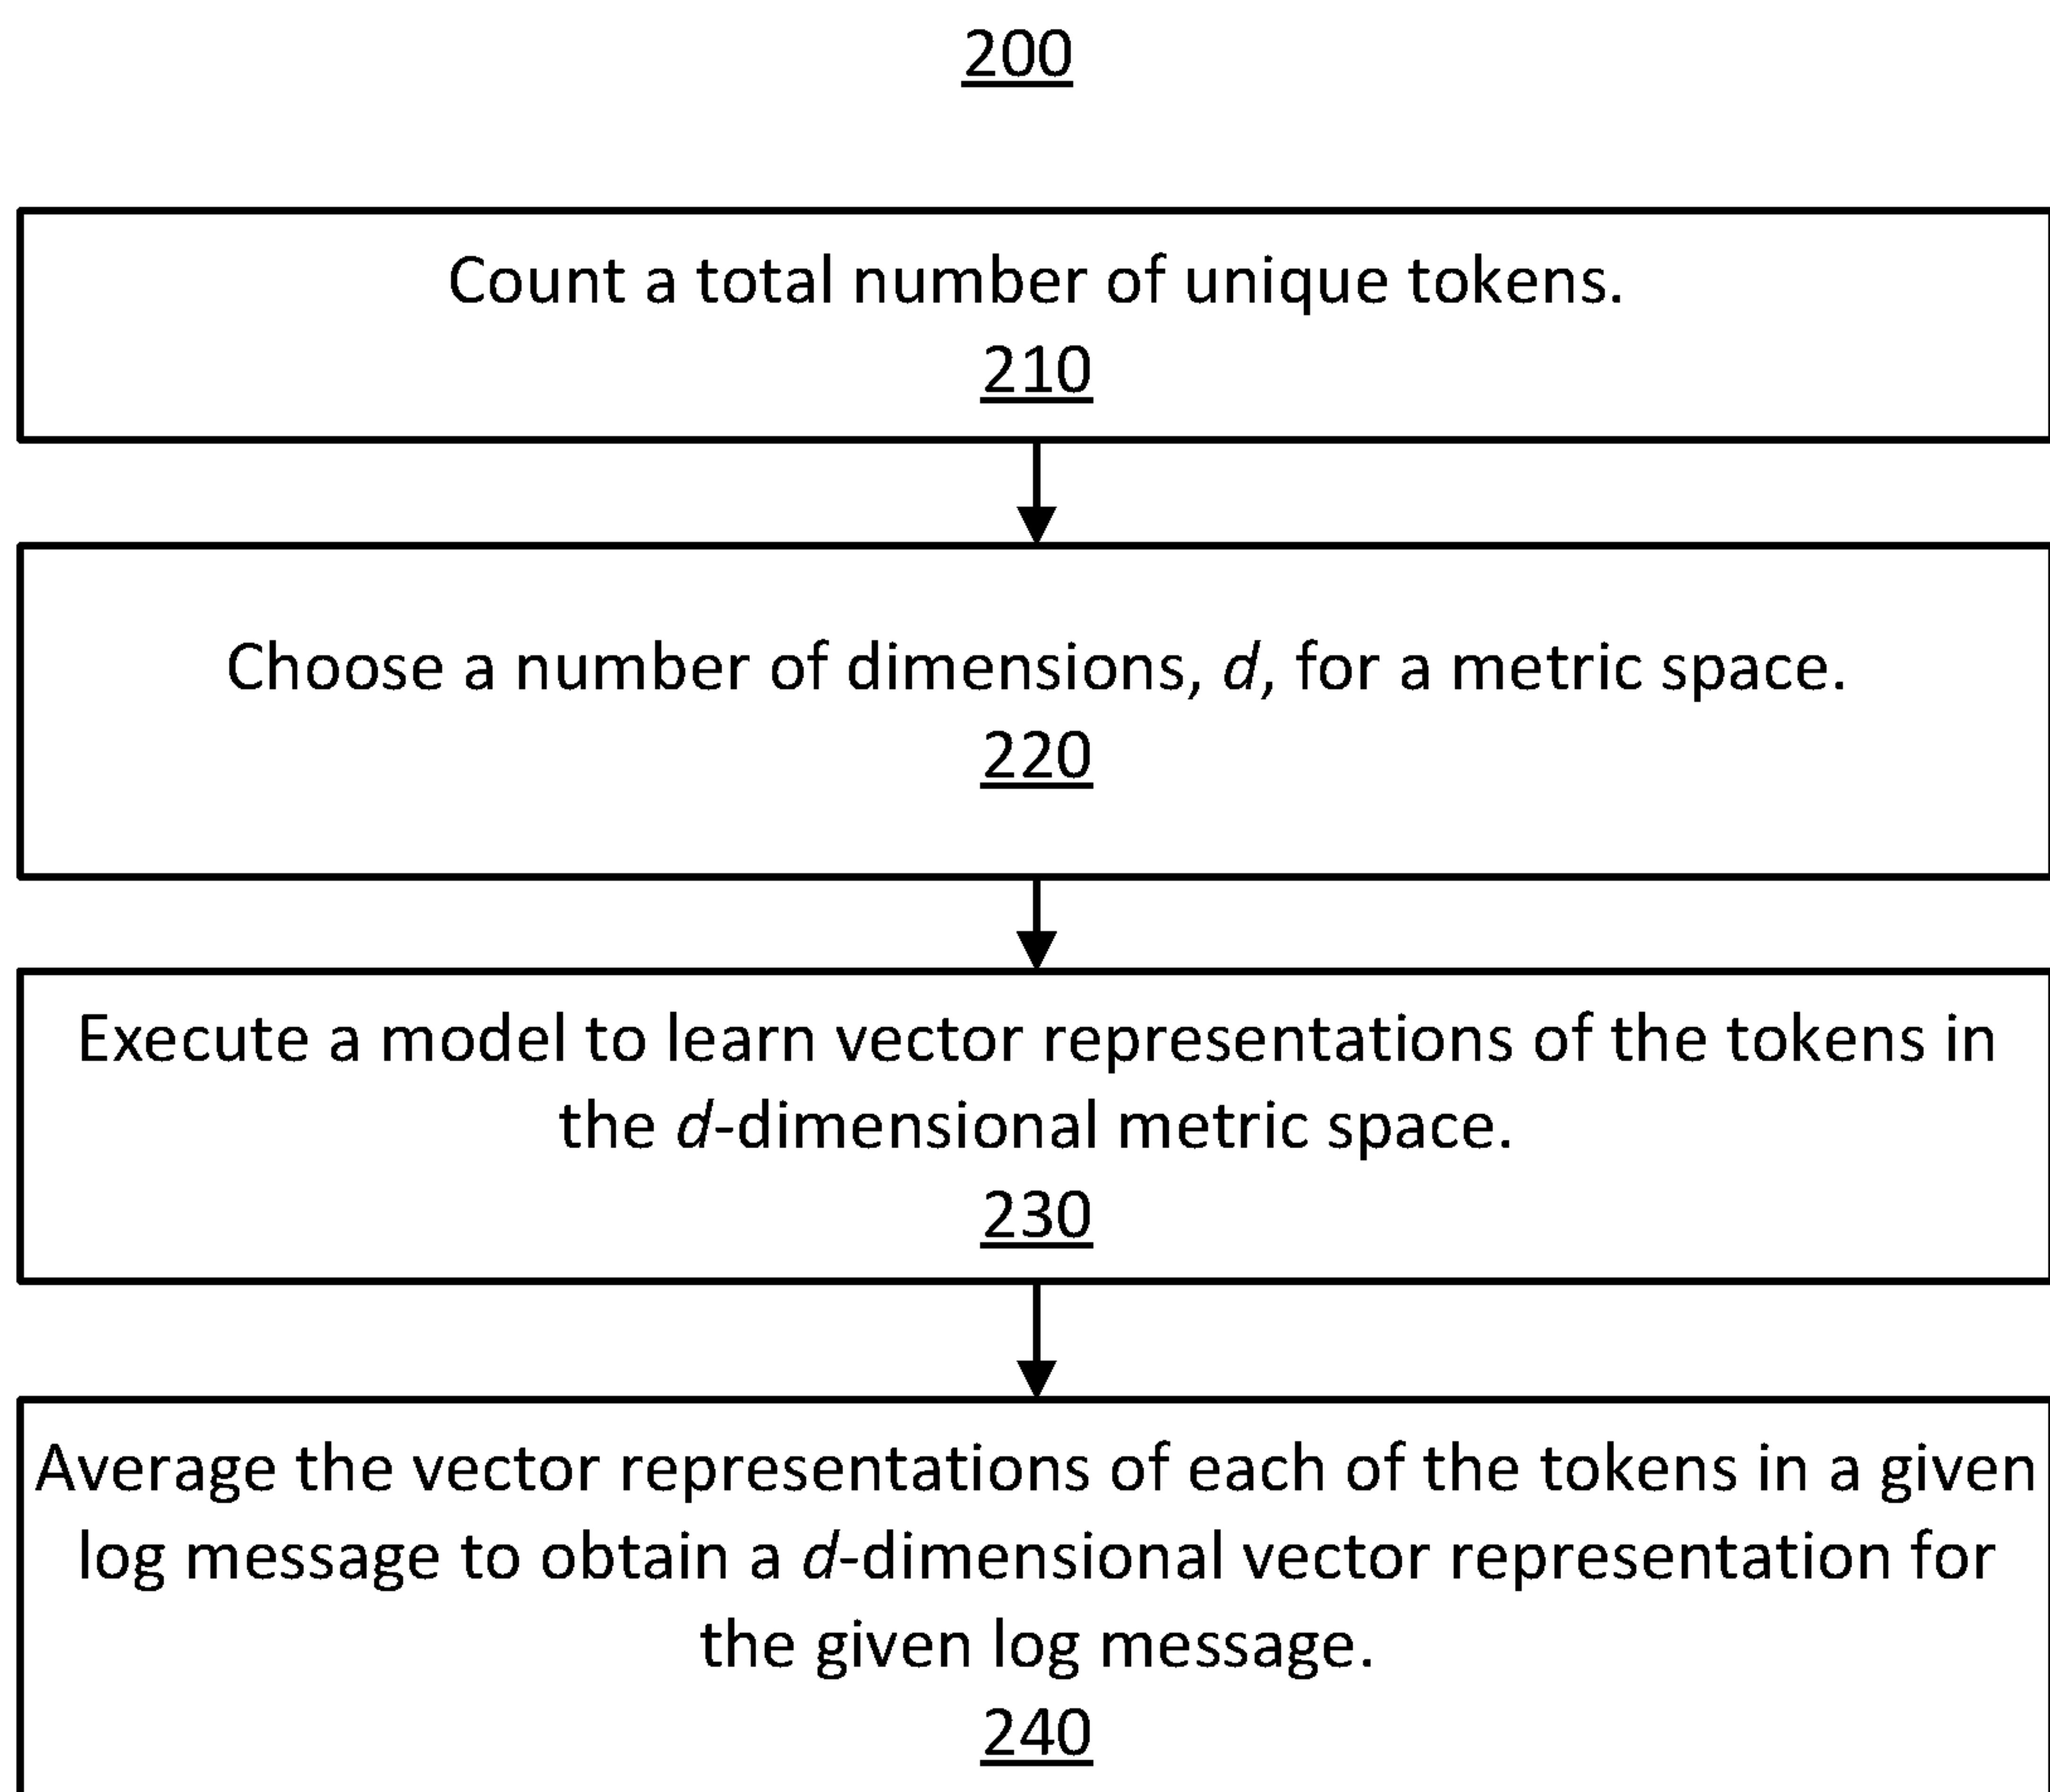 200
Count a total number of unique tokens.
210
Choose a number of dimensions, d, for a metric space.
220
Execute a model to learn vector representations of the tokens in
the d-dimensional metric space.
230
Average the vector representations of each of the tokens in a given
log message to obtain a d-dimensional vector representation for
the given log message.
240